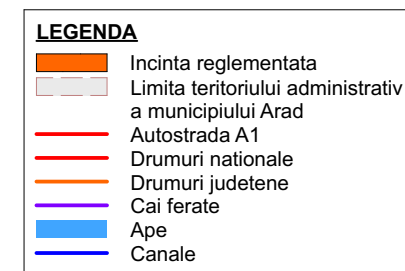 LEGENDA
Incinta reglementata
Limita teritoriului administrativ
a municipiului Arad
Autostrada A1
Drumuri nationale
Drumuri judetene
Cai ferate
Ape
Canale